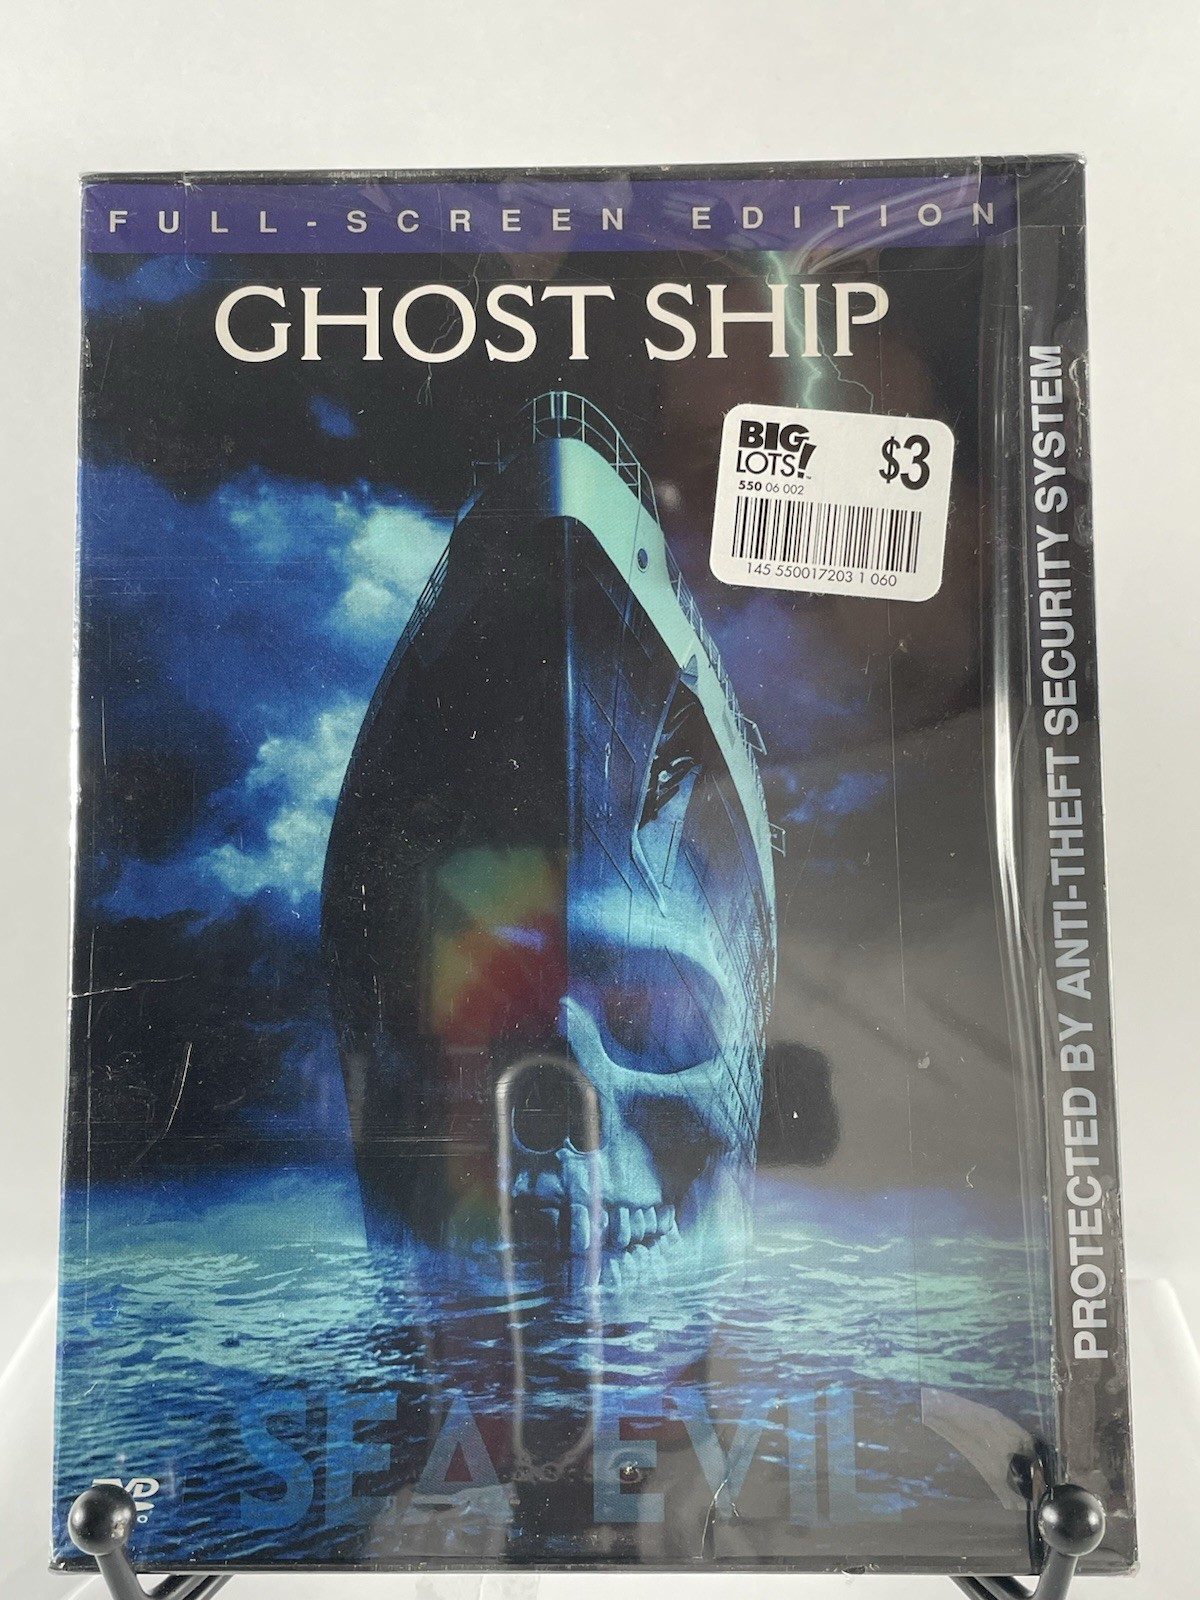 FULL-SCREEN EDITION
GHOST SHIP
BIG
LOTS!
$3
550 06 002
145 550017203 1 060
PROTECTED BY ANTI-THEFT SECURITY SYSTEM
SEA EVIL